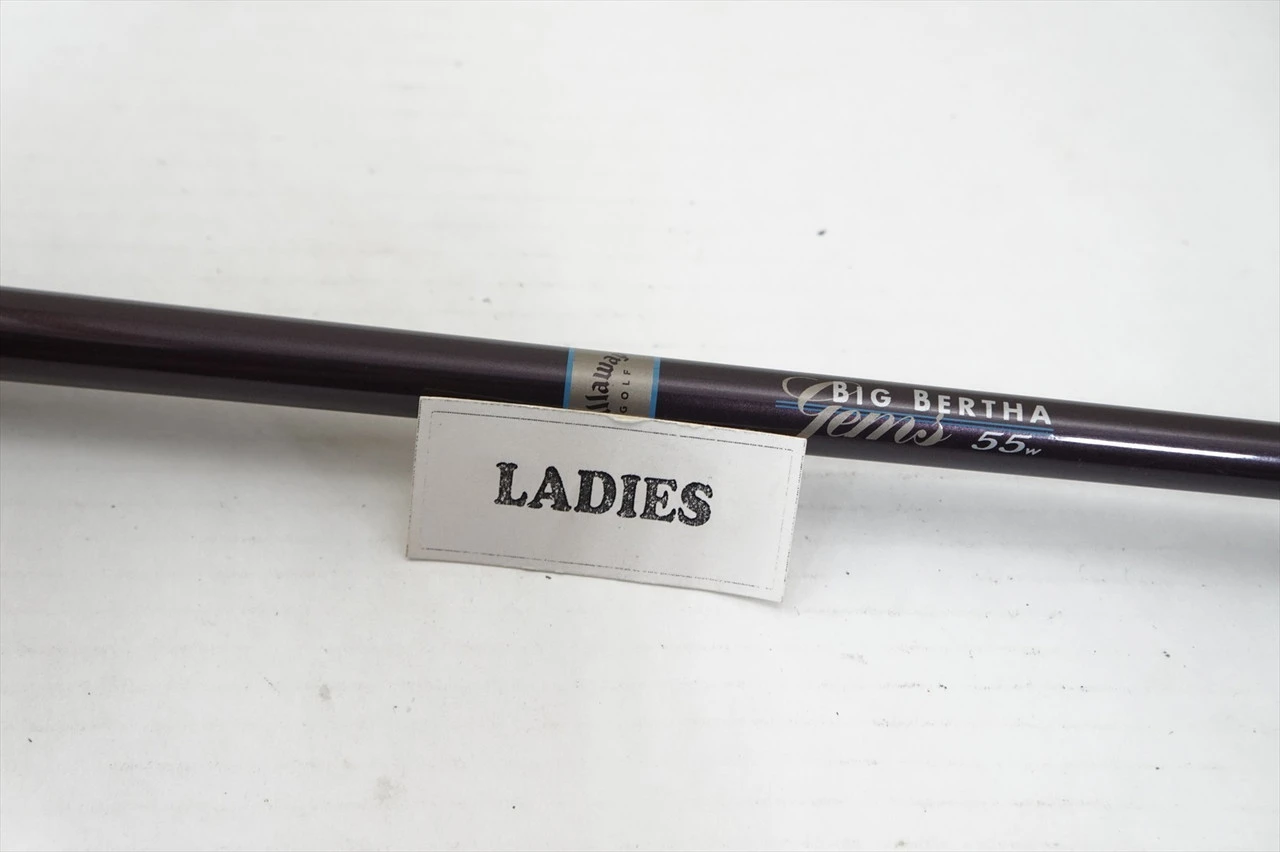 GOLF
BIG BERTHA
Gems 55w
LADIES